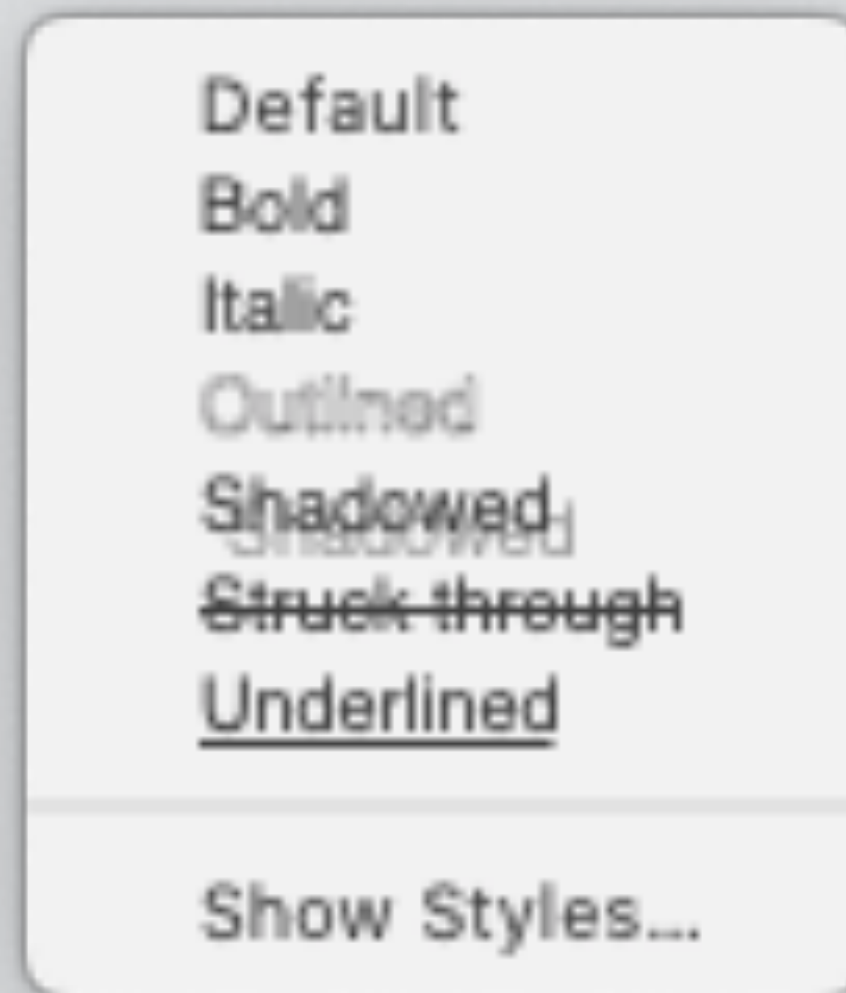 Default
Bold
Italic
Outlined
Shadowed
Struck through
Underlined
Show Styles...